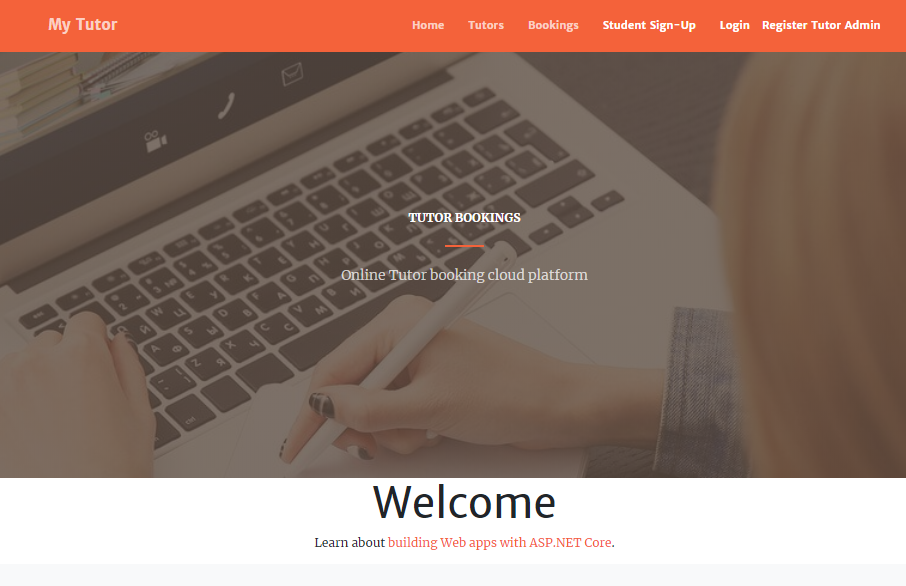 My Tutor
Home Tutors Bookings Student Sign-Up Login Register Tutor Admin
TUTOR BOOKINGS
Online Tutor booking cloud platform
Welcome
Learn about building Web apps with ASP.NET Core.